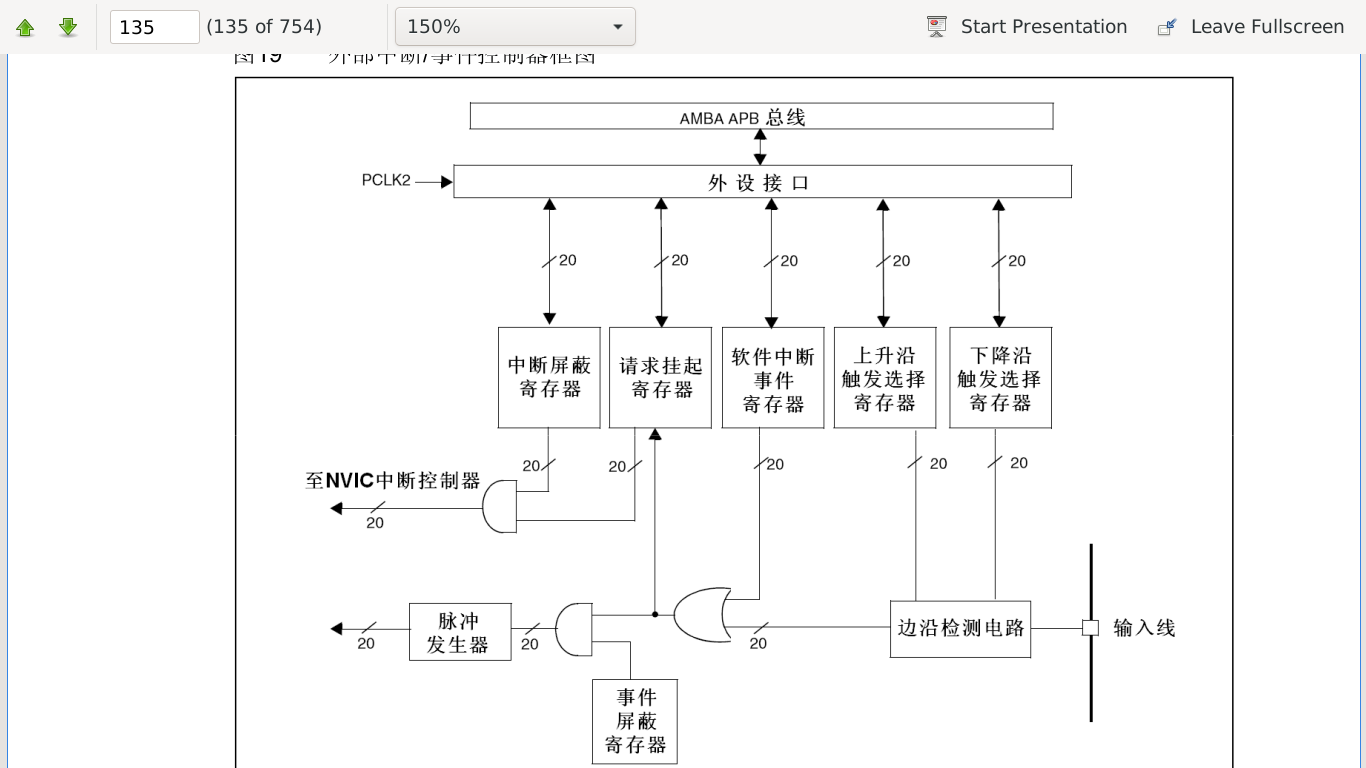 135
(135 of 754)
150%
Start Presentation
Leave Fullscreen
图19 外部中断/事件控制器框图
AMBA APB 总线
PCLK2
外设接口
20
20
20
20
20
中断屏蔽
寄存器
请求挂起
寄存器
软件中断
事件
寄存器
上升沿
触发选择
寄存器
下降沿
触发选择
寄存器
20
20
20
20
20
至NVIC中断控制器
20
脉冲
发生器
20
20
20
边沿检测电路
输入线
事件
屏蔽
寄存器